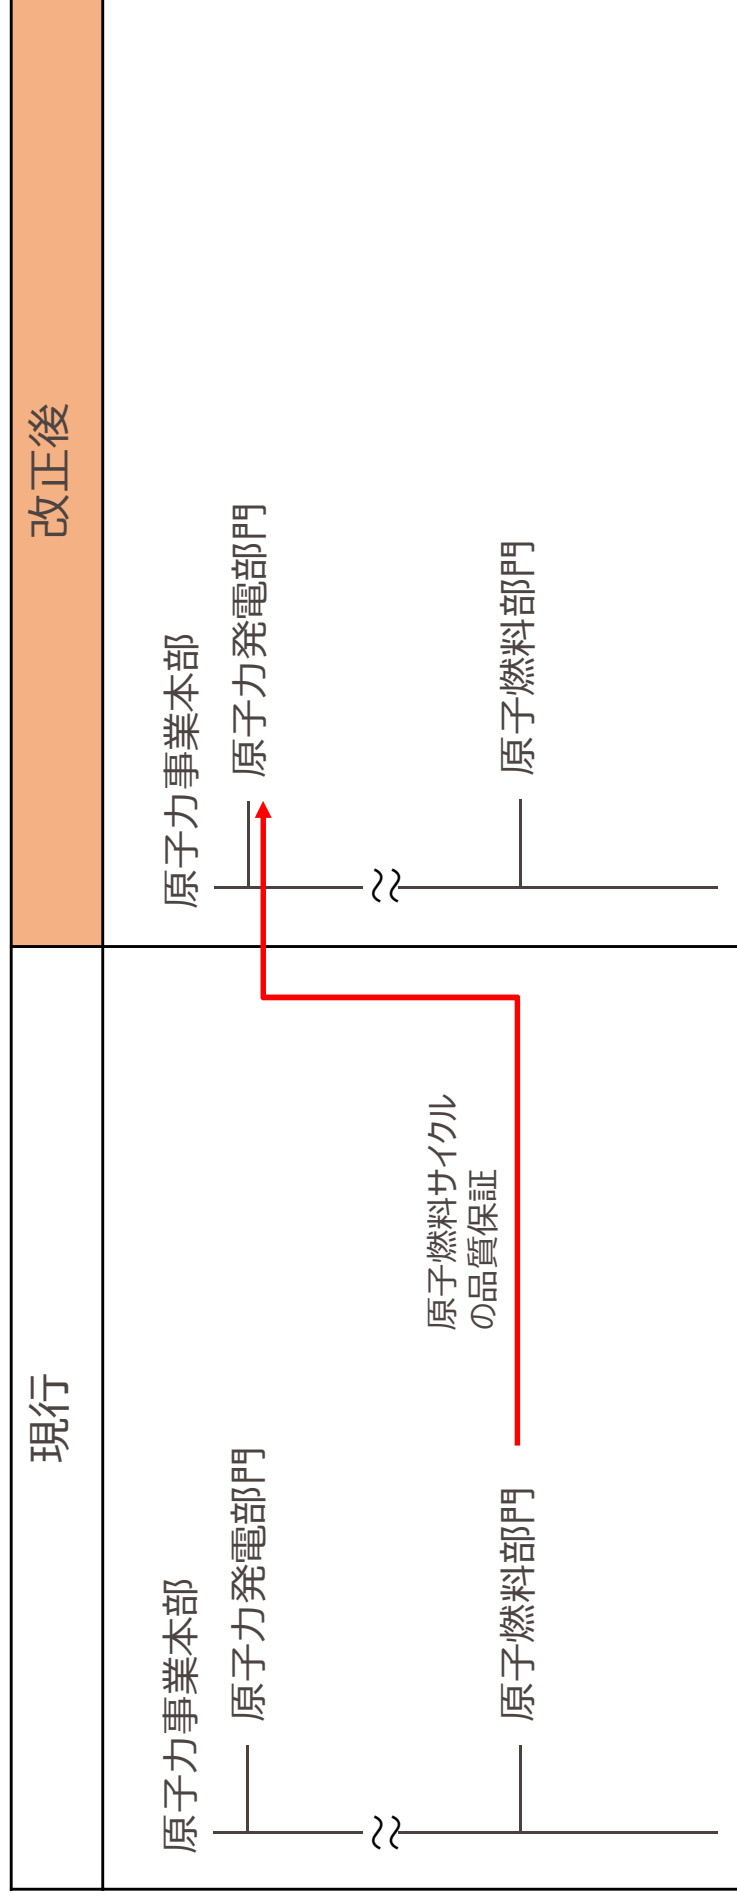 現行
改正後
原子力事業本部
原子力発電部門
原子燃料部門
原子燃料サイクル
の品質保証
原子力事業本部
原子力発電部門
原子燃料部門